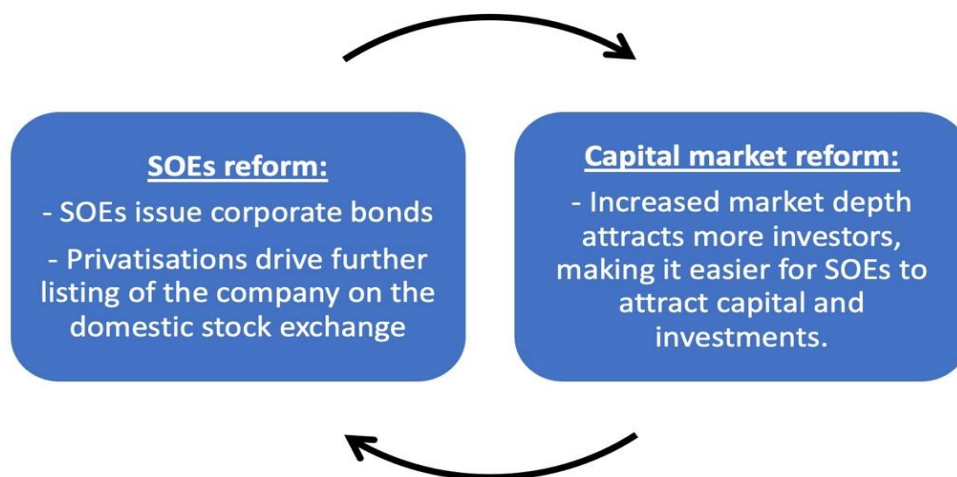 SOEs reform:
- SOEs issue corporate bonds
- Privatisations drive further
listing of the company on the
domestic stock exchange
Capital market reform:
- Increased market depth
attracts more investors,
making it easier for SOEs to
attract capital and
investments.